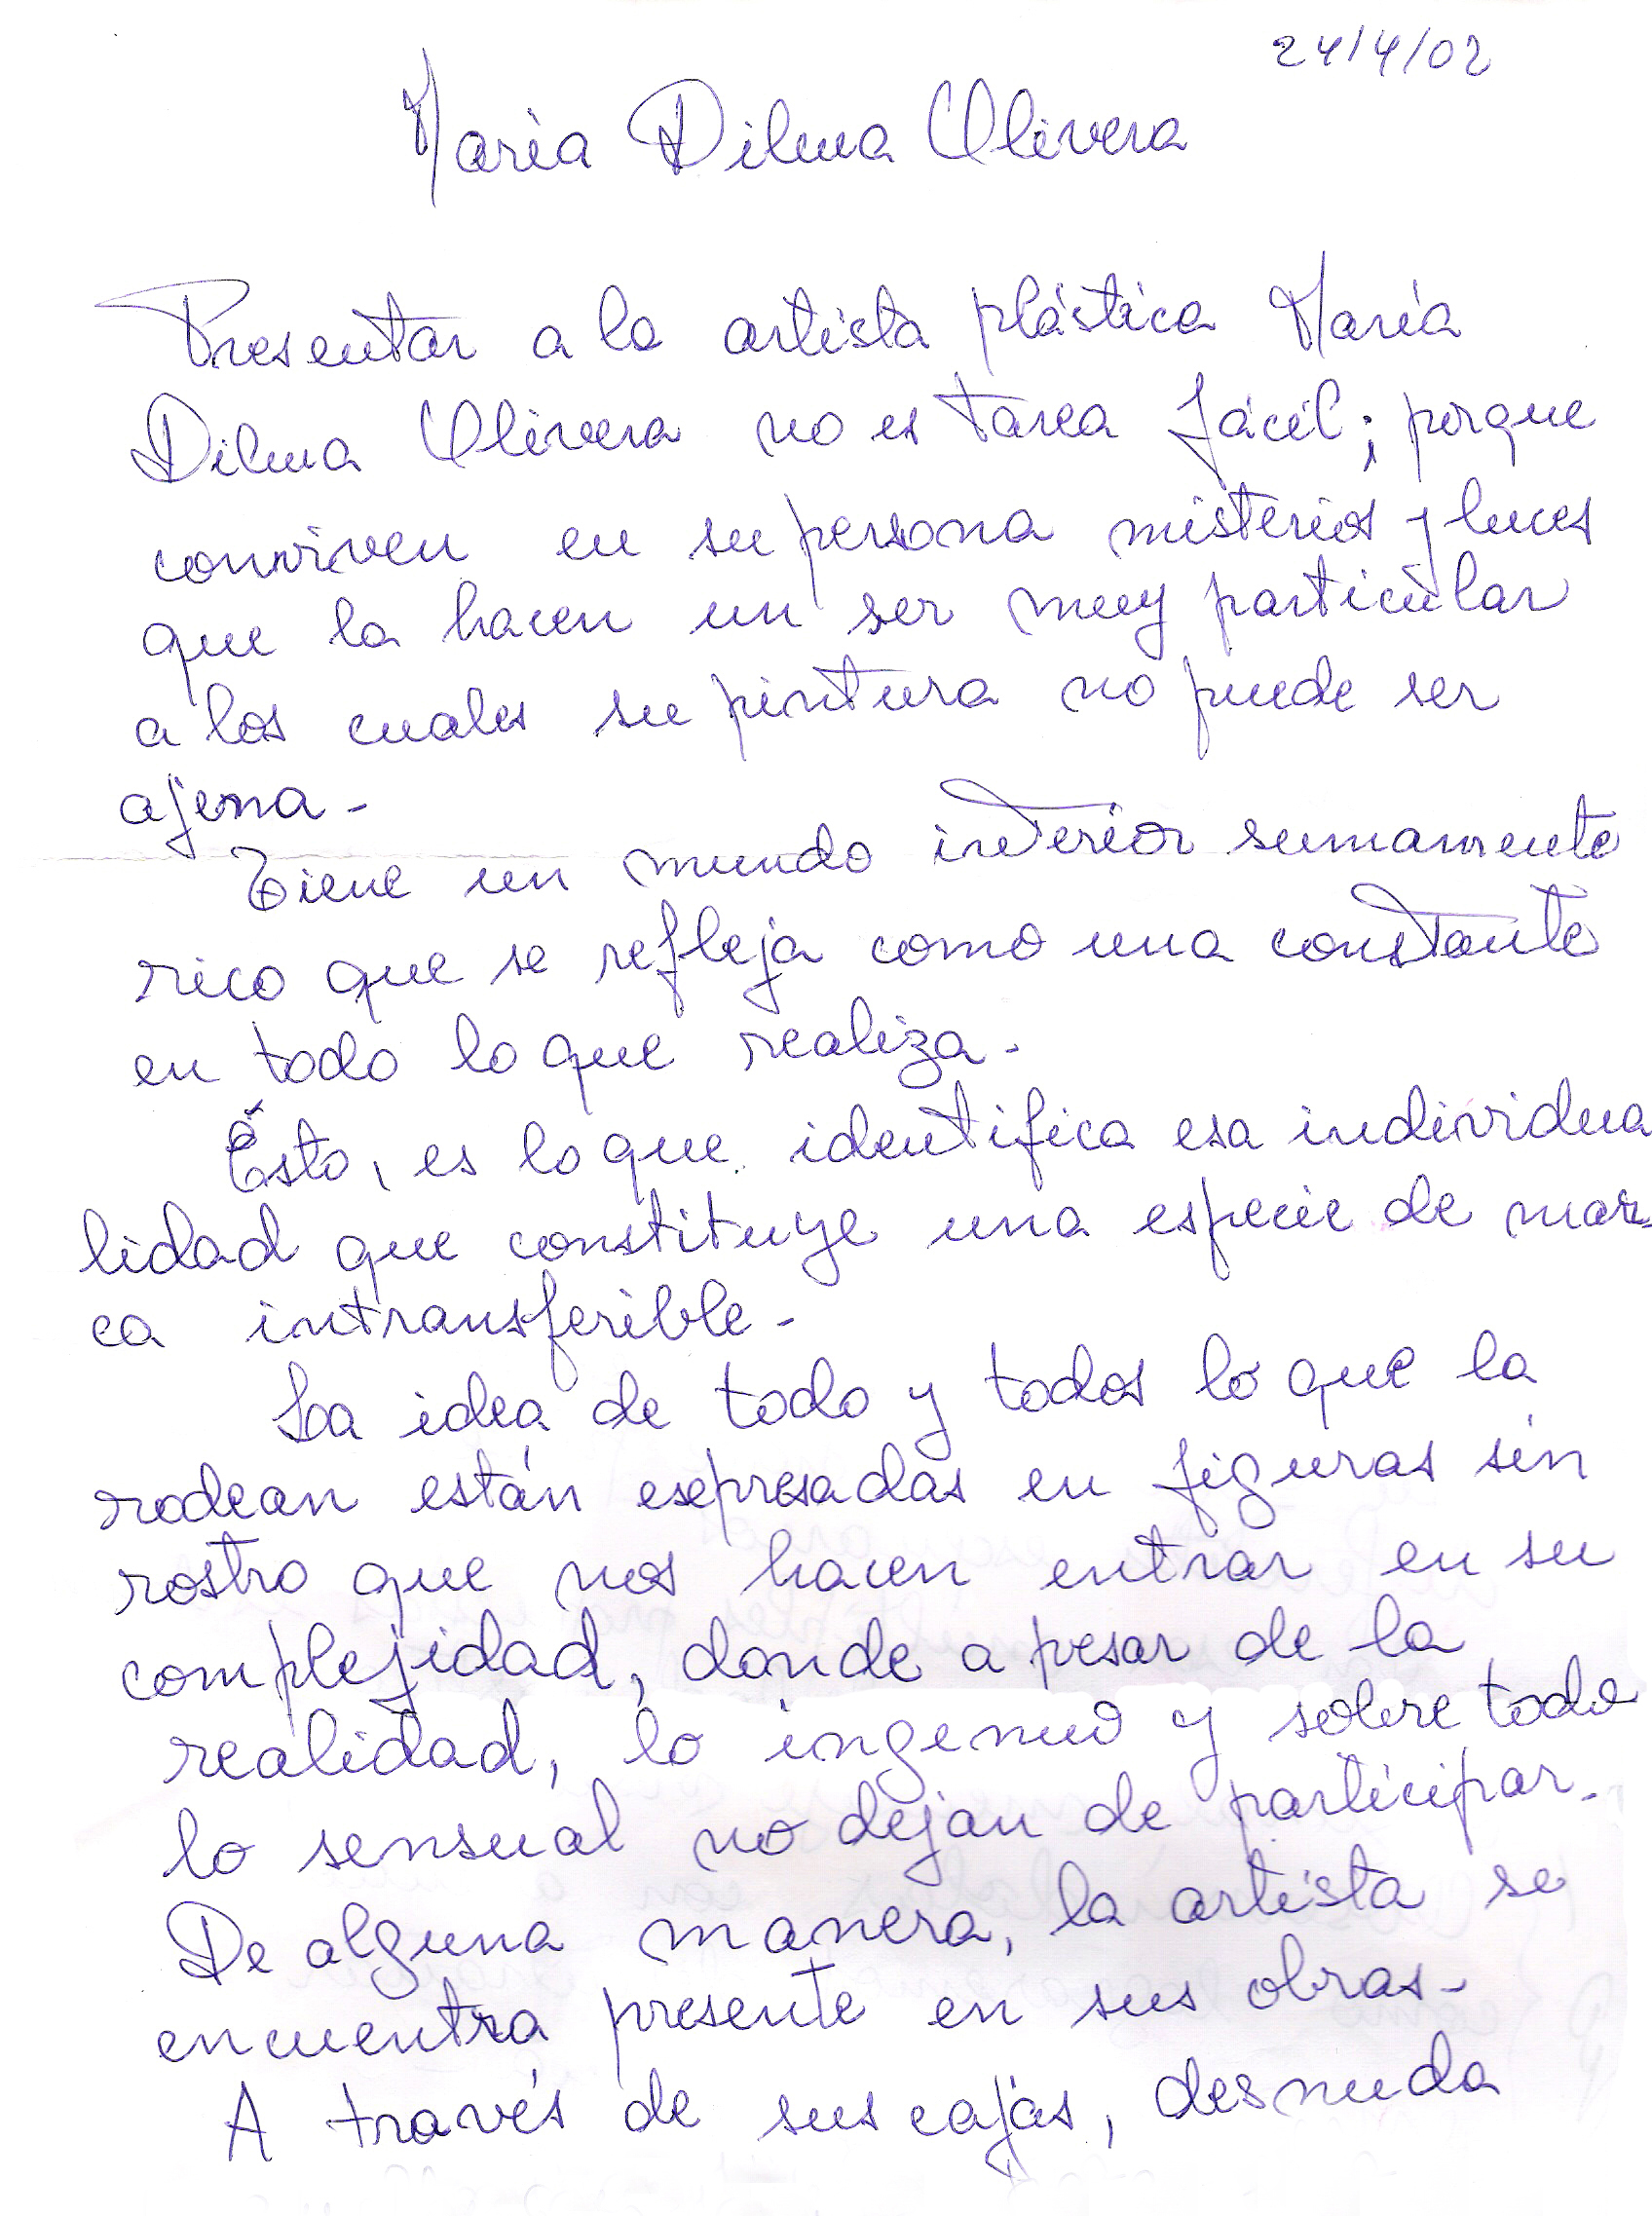 24/4/02
María Dilma Olivera
Presentar a la artista plástica María
Dilma Olivera no es tarea fácil; porque
conviven en su persona misterios y luces
que la hacen un ser muy particular
a los cuales su pintura no puede ser
ajena-
Tiene un mundo interior sumamente
rico que se refleja como una constante
en todo lo que realiza-
Ésto, es lo que identifica esa individua
lidad que constituye una especie de mar-
ca intransferible-
La idea de todo y todos lo que la
rodean están expresadas en figuras sin
rostro que nos hacen entrar en su
complejidad, donde a pesar de la
realidad, lo ingenuo y sobre todo
lo sensual no dejan de participar-
De alguna manera, la artista se
encuentra presente en sus obras-
A través de sus cajas, desnuda